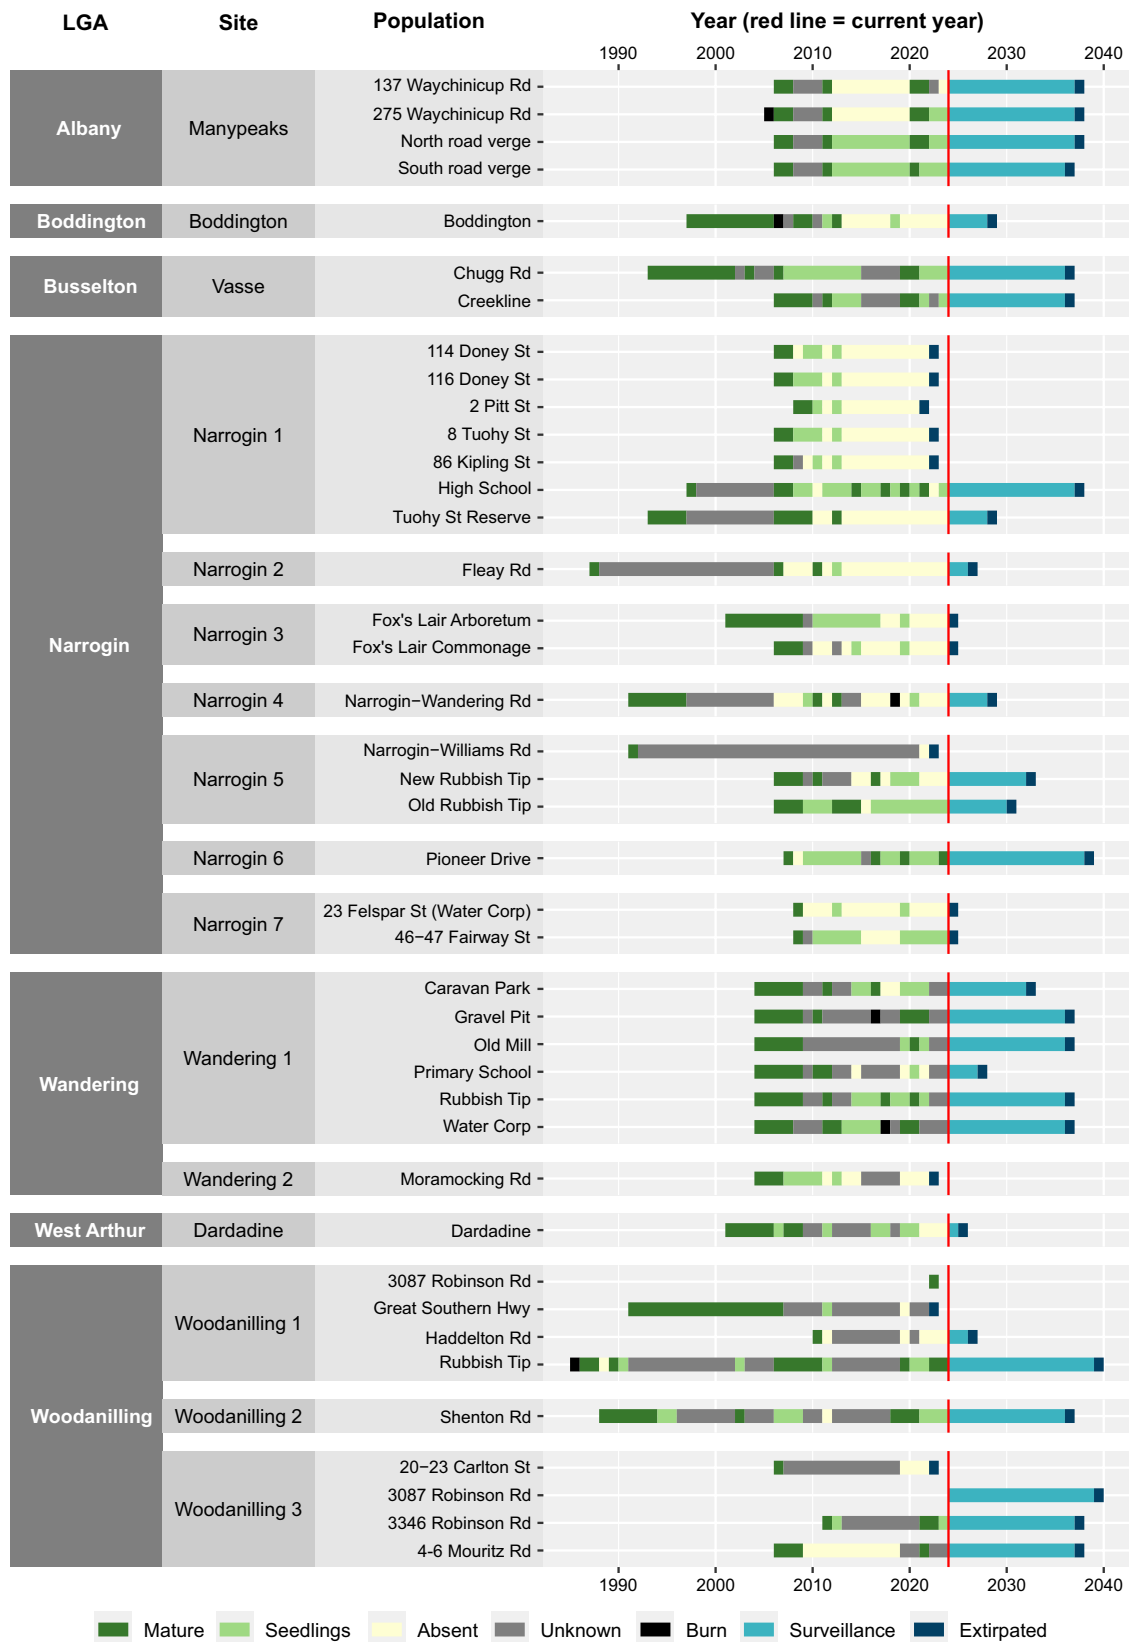 LGA Site Population Year (red line = current year)
1990 2000 2010 2020 2030 2040
Albany Manypeaks 137 Waychinicup Rd
275 Waychinicup Rd
North road verge
South road verge
Boddington Boddington Boddington
Busselton Vasse Chugg Rd
Creekline
Narrogin Narrogin 1 114 Doney St
116 Doney St
2 Pitt St
8 Tuohy St
86 Kipling St
High School
Tuohy St Reserve
Narrogin 2 Fleay Rd
Narrogin 3 Fox's Lair Arboretum
Fox's Lair Commonage
Narrogin 4 Narrogin−Wandering Rd
Narrogin 5 Narrogin−Williams Rd
New Rubbish Tip
Old Rubbish Tip
Narrogin 6 Pioneer Drive
Narrogin 7 23 Felspar St (Water Corp)
46−47 Fairway St
Wandering Wandering 1 Caravan Park
Gravel Pit
Old Mill
Primary School
Rubbish Tip
Water Corp
Wandering 2 Moramocking Rd
West Arthur Dardadine Dardadine
Woodanilling Woodanilling 1 3087 Robinson Rd
Great Southern Hwy
Haddelton Rd
Rubbish Tip
Woodanilling 2 Shenton Rd
Woodanilling 3 20−23 Carlton St
3087 Robinson Rd
3346 Robinson Rd
4-6 Mouritz Rd
1990 2000 2010 2020 2030 2040
Mature Seedlings Absent Unknown Burn Surveillance Extirpated